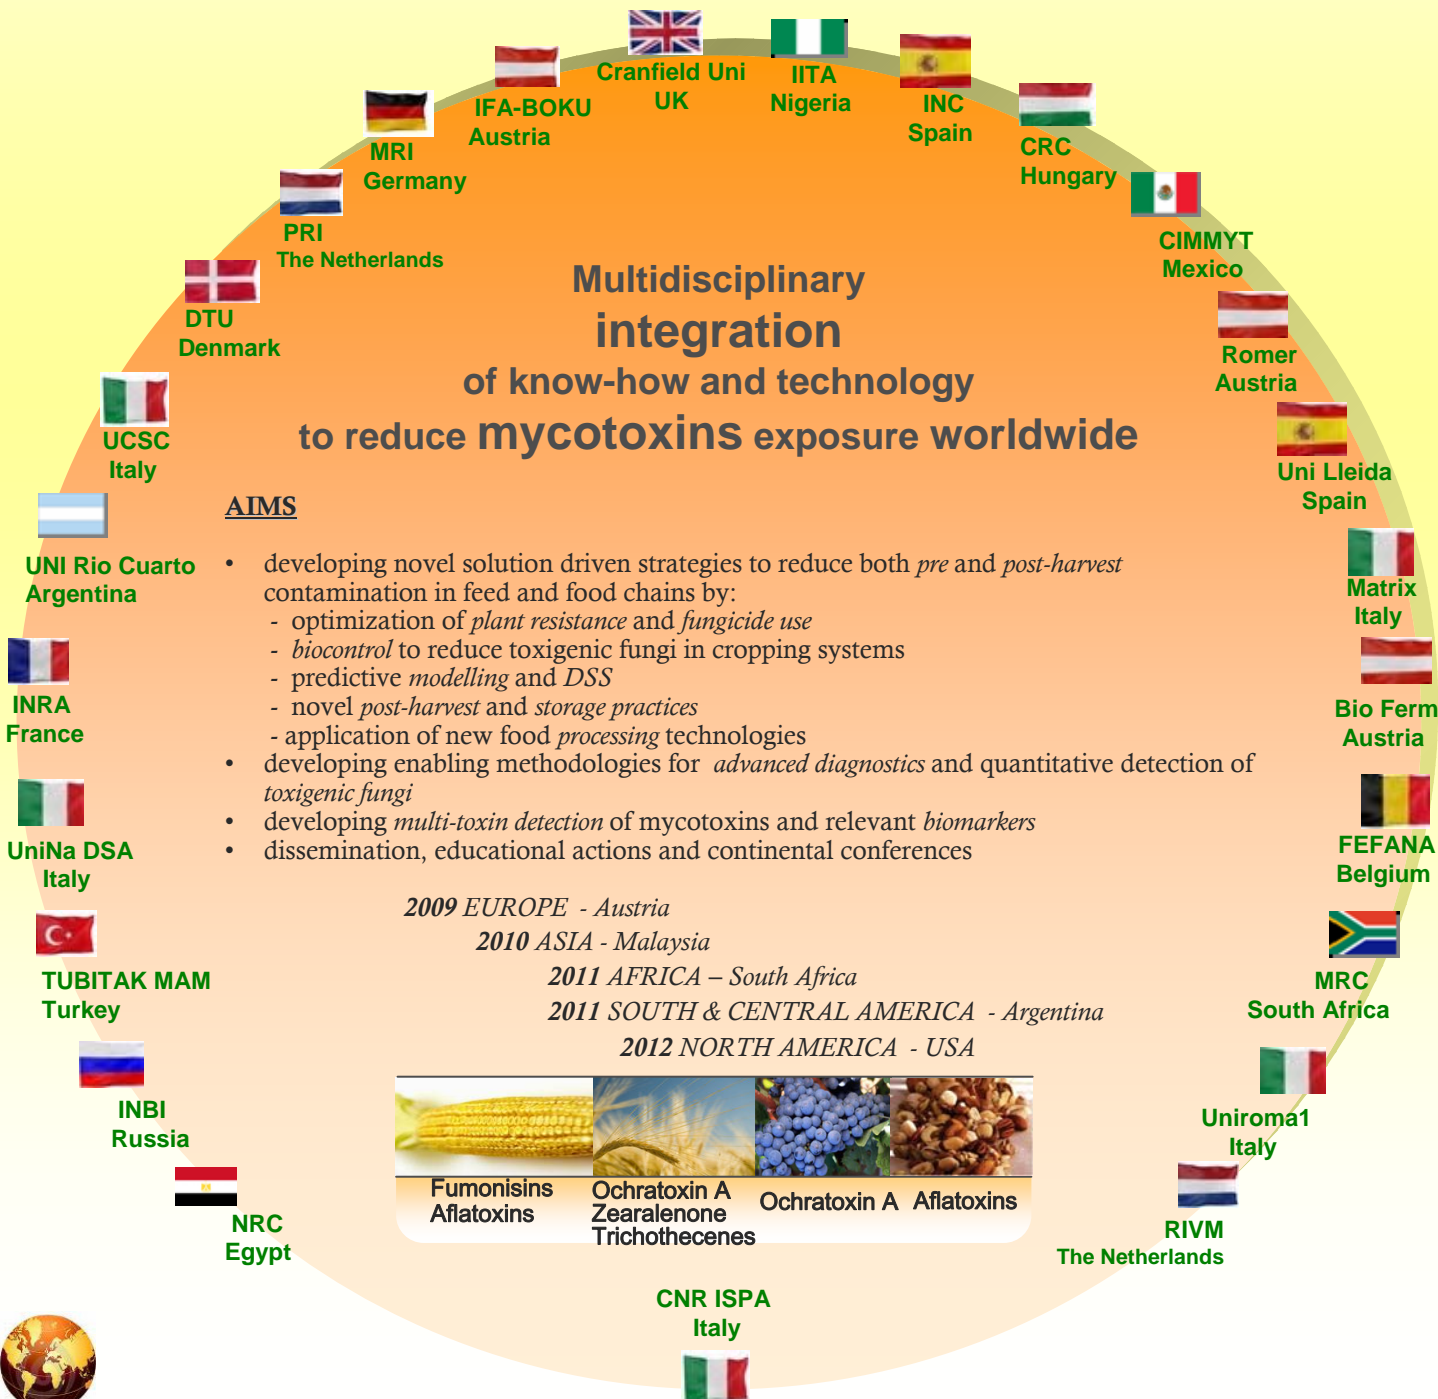 Cranfield Uni
UK
IITA
Nigeria
INC
Spain
CRC
Hungary
CIMMYT
Mexico
Romer
Austria
Uni Lleida
Spain
Matrix
Italy
Bio Ferm
Austria
FEFANA
Belgium
MRC
South Africa
Uniroma1
Italy
RIVM
The Netherlands
CNR ISPA
Italy
NRC
Egypt
INBI
Russia
TUBITAK MAM
Turkey
UniNa DSA
Italy
INRA
France
UNI Rio Cuarto
Argentina
UCSC
Italy
DTU
Denmark
PRI
The Netherlands
MRI
Germany
IFA-BOKU
Austria
Multidisciplinary
integration
of know-how and technology
to reduce mycotoxins exposure worldwide
AIMS
• developing novel solution driven strategies to reduce both pre and post-harvest
contamination in feed and food chains by:
- optimization of plant resistance and fungicide use
- biocontrol to reduce toxigenic fungi in cropping systems
- predictive modelling and DSS
- novel post-harvest and storage practices
- application of new food processing technologies
• developing enabling methodologies for advanced diagnostics and quantitative detection of
toxigenic fungi
• developing multi-toxin detection of mycotoxins and relevant biomarkers
• dissemination, educational actions and continental conferences
2009 EUROPE - Austria
2010 ASIA - Malaysia
2011 AFRICA – South Africa
2011 SOUTH & CENTRAL AMERICA - Argentina
2012 NORTH AMERICA - USA
Fumonisins
Aflatoxins
Ochratoxin A
Zearalenone
Trichothecenes
Ochratoxin A
Aflatoxins